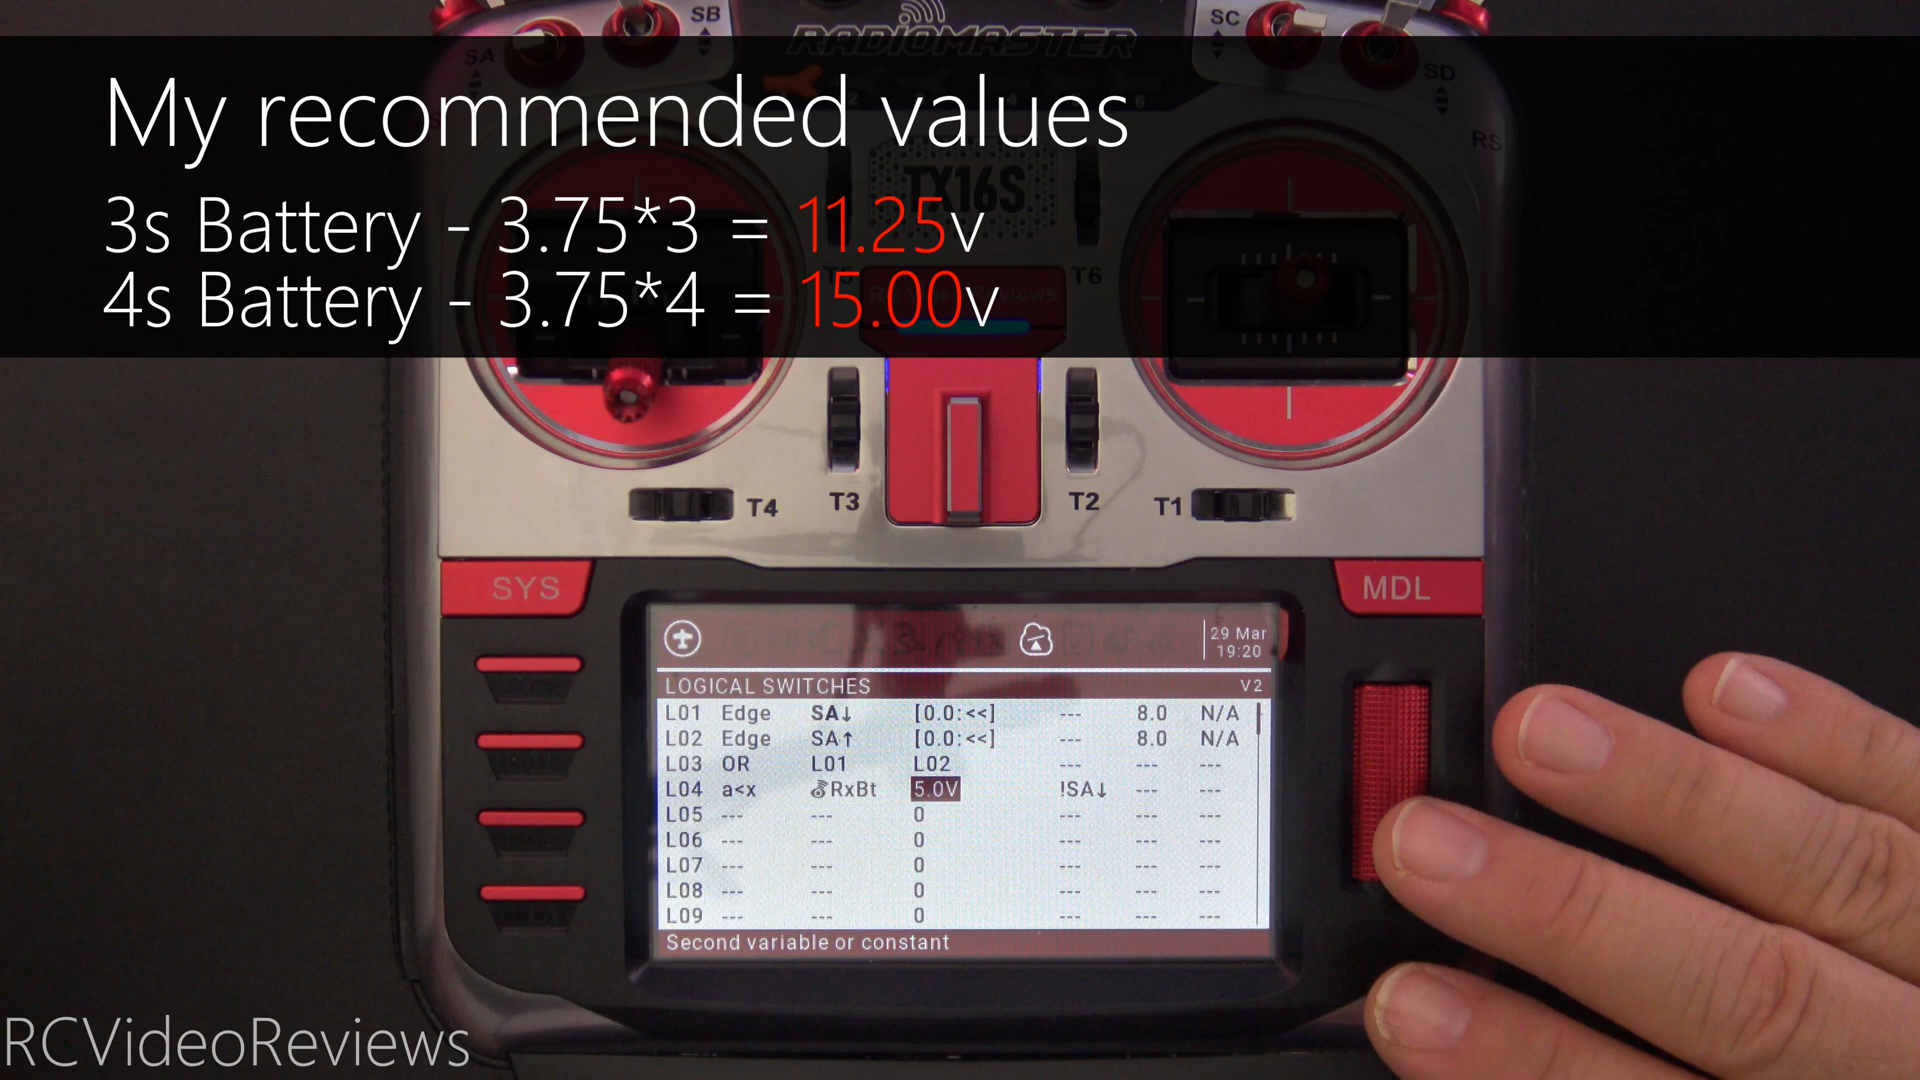 SB
SC
RADIOMASTER
SA
SD
My recommended values
6
RS
TX16S
3s Battery - 3.75*3 = 11.25v
T6
4s Battery - 3.75*4 = 15.00v
T4
T3
T2
T1
SYS
MDL
29 Mar
19:20
LOGICAL SWITCHES V2
L01 Edge SA↓ [0.0:<<] --- 8.0 N/A
L02 Edge SA↑ [0.0:<<] --- 8.0 N/A
L03 OR L01 L02 --- --- ---
L04 a<x RxBt 5.0V !SA↓ --- ---
L05 --- --- 0 --- --- ---
L06 --- --- 0 --- --- ---
L07 --- --- 0 --- --- ---
L08 --- --- 0 --- --- ---
L09 --- --- 0 --- --- ---
Second variable or constant
RCVideoReviews